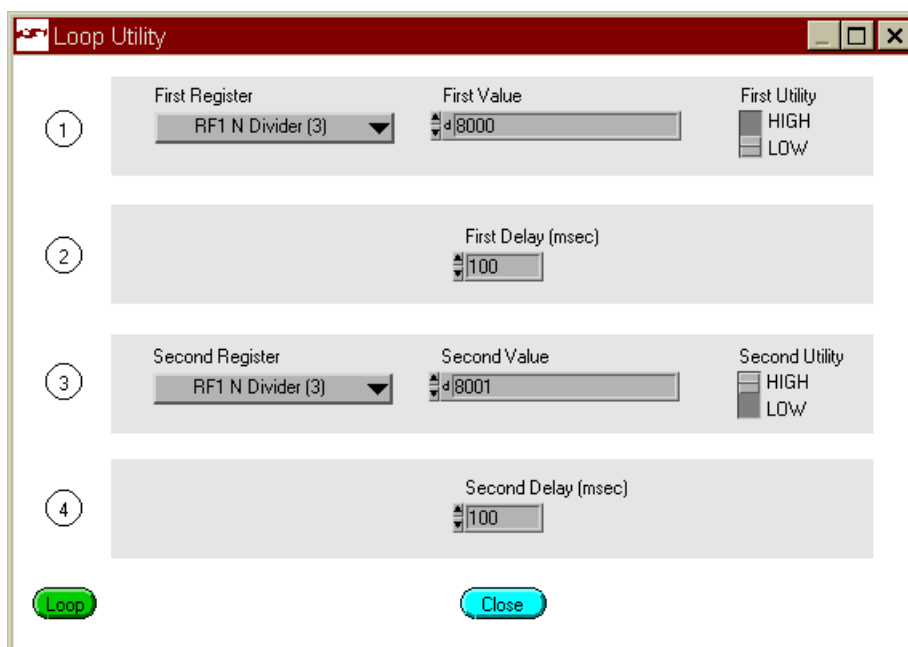 Loop Utility
First Register
First Value
First Utility
1
RF1 N Divider (3)
d 8000
HIGH
LOW
First Delay (msec)
2
100
Second Register
Second Value
Second Utility
3
RF1 N Divider (3)
d 8001
HIGH
LOW
Second Delay (msec)
4
100
Loop
Close